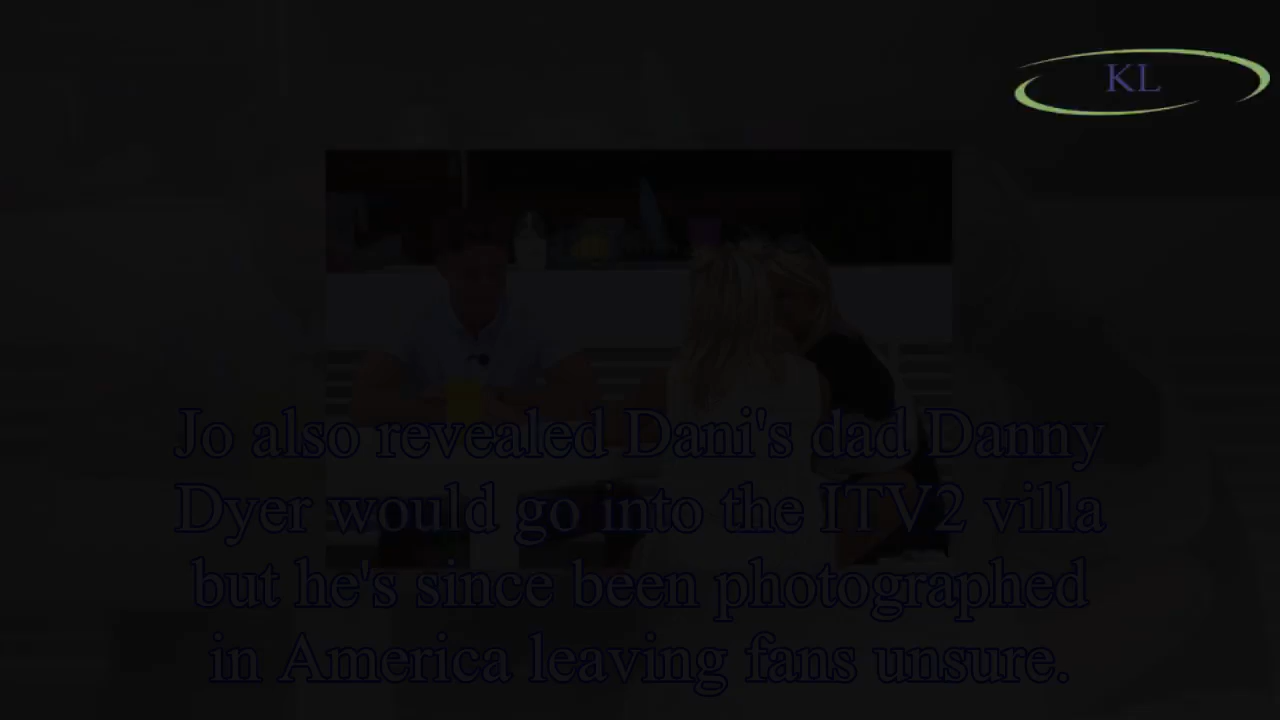 KL
Jo also revealed Dani's dad Danny
Dyer would go into the ITV2 villa
but he's since been photographed
in America leaving fans unsure.